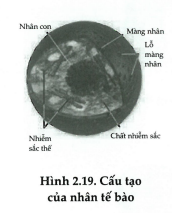 Nhân con
Màng nhân
Lỗ
màng
nhân
Nhiễm
sắc thể
Chất nhiễm sắc
Hình 2.19. Cấu tạo
của nhân tế bào